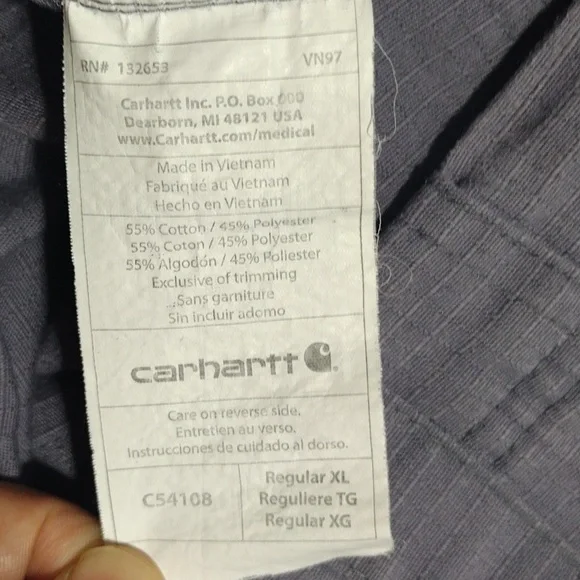 RN# 132653
VN97
Carhartt Inc. P.O. Box 600
Dearborn, MI 48121 USA
www.Carhartt.com/medical
Made in Vietnam
Fabriqué au Vietnam
Hecho en Vietnam
55% Cotton / 45% Polyester
55% Coton / 45% Polyester
55% Algodón / 45% Poliester
Exclusive of trimming
Sans garniture
Sin incluir adorno
carhartt
Care on reverse side.
Entretien au verso.
Instrucciones de cuidado al dorso.
C54108
Regular XL
Reguliere TG
Regular XG